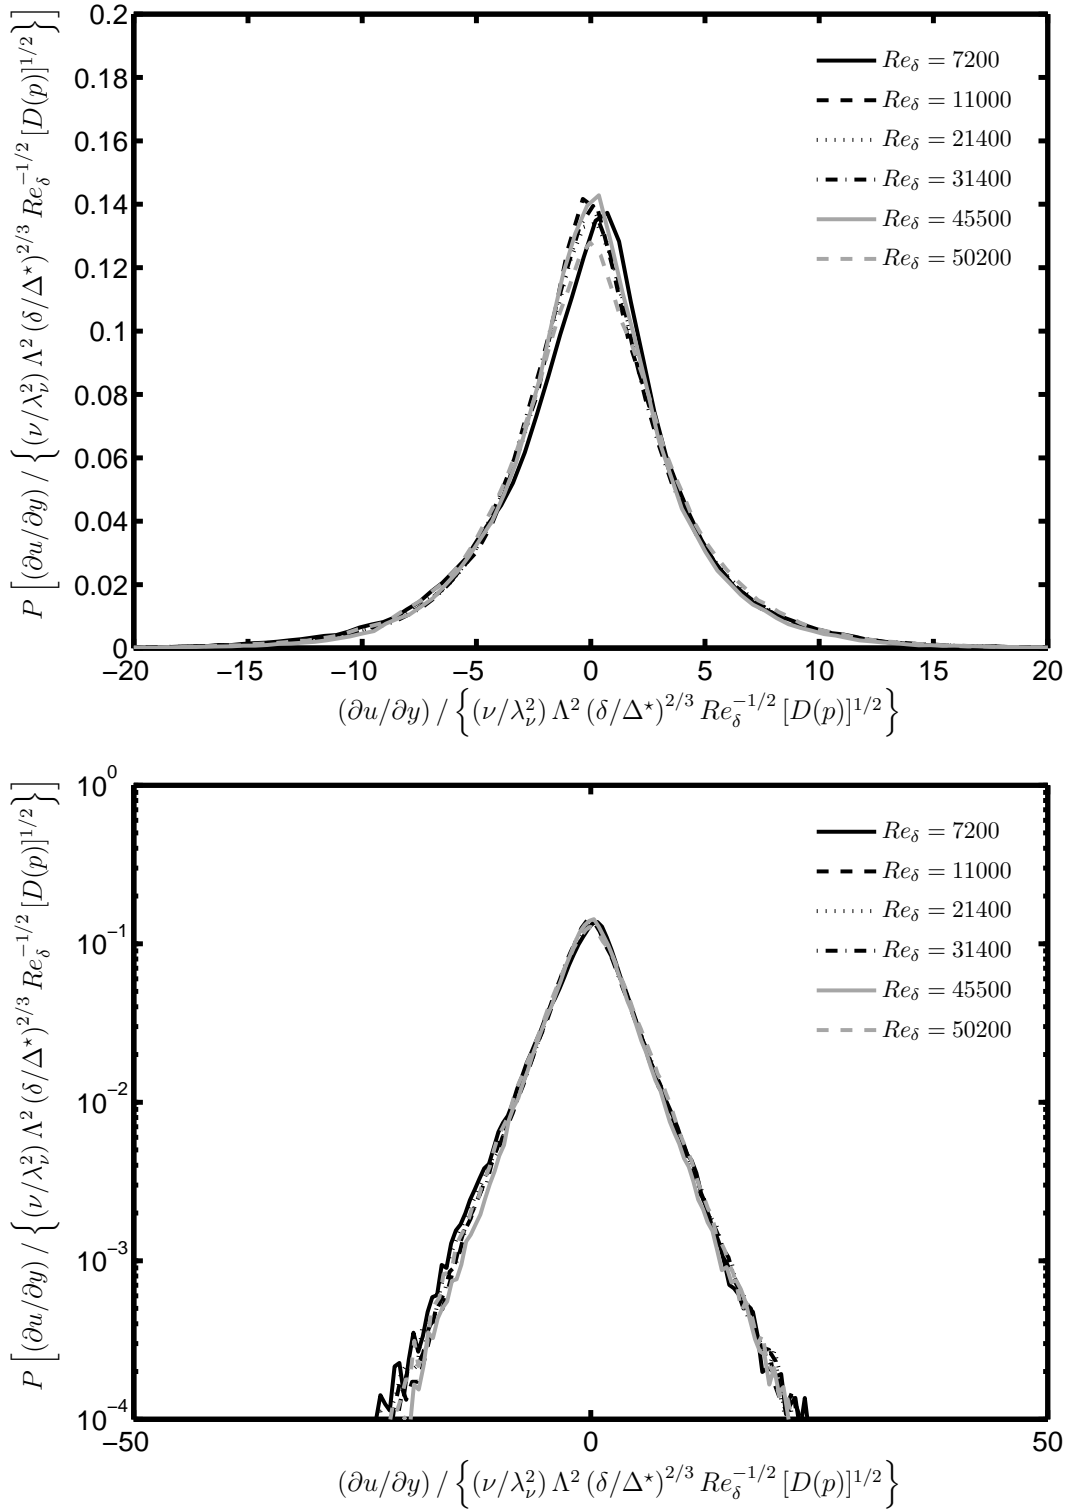 P [(∂u/∂y) / {(ν/λ_ν^2) Λ^2 (δ/Δ^⋆)^{2/3} Re_δ^{-1/2} [D(p)]^{1/2}}]
0.2
0.18
0.16
0.14
0.12
0.1
0.08
0.06
0.04
0.02
0
Re_δ = 7200
Re_δ = 11000
Re_δ = 21400
Re_δ = 31400
Re_δ = 45500
Re_δ = 50200
−20 −15 −10 −5 0 5 10 15 20
(∂u/∂y) / {(ν/λ_ν^2) Λ^2 (δ/Δ^⋆)^{2/3} Re_δ^{-1/2} [D(p)]^{1/2}}
P [(∂u/∂y) / {(ν/λ_ν^2) Λ^2 (δ/Δ^⋆)^{2/3} Re_δ^{-1/2} [D(p)]^{1/2}}]
10^0
10^{−1}
10^{−2}
10^{−3}
10^{−4}
Re_δ = 7200
Re_δ = 11000
Re_δ = 21400
Re_δ = 31400
Re_δ = 45500
Re_δ = 50200
−50 0 50
(∂u/∂y) / {(ν/λ_ν^2) Λ^2 (δ/Δ^⋆)^{2/3} Re_δ^{-1/2} [D(p)]^{1/2}}